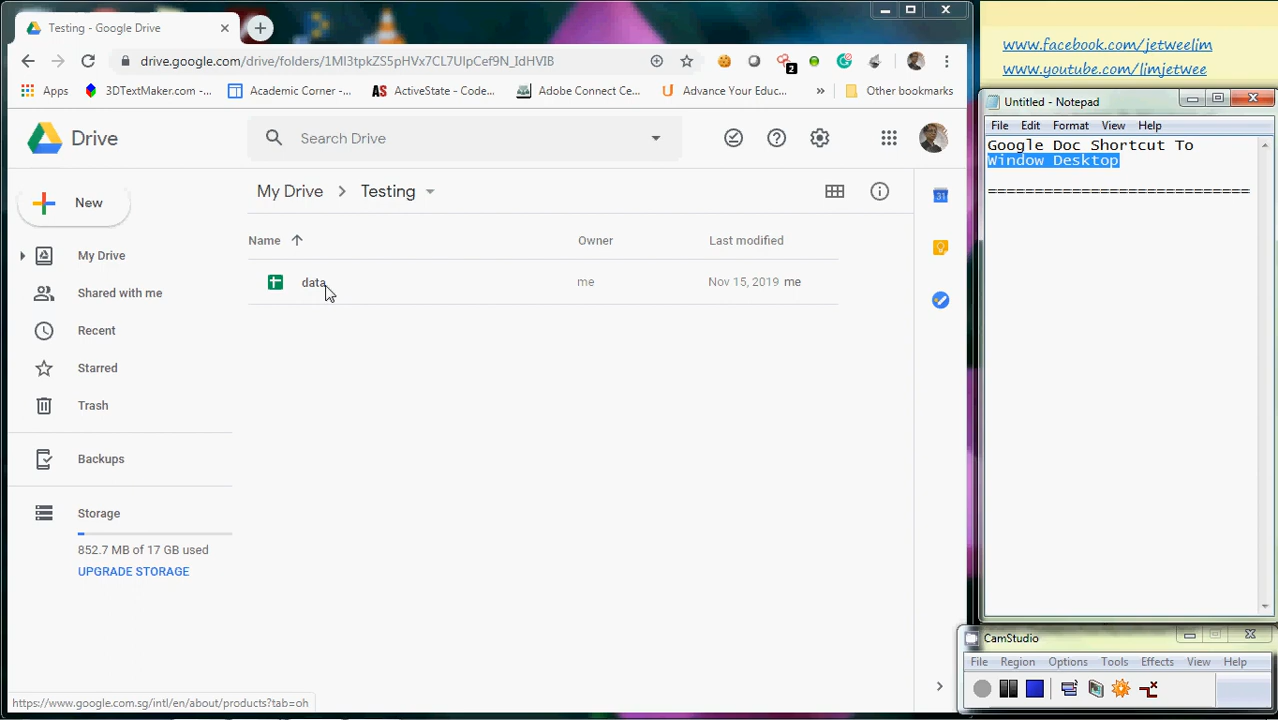 Testing - Google Drive
drive.google.com/drive/folders/1Ml3tpkZS5pHVx7CL7UlpCef9N_IdHVIB
2
Apps
3DTextMaker.com -...
Academic Corner -...
AS
ActiveState - Code...
Adobe Connect Ce...
Advance Your Educ...
»
Other bookmarks
Drive
Search Drive
New
My Drive
Shared with me
Recent
Starred
Trash
Backups
Storage
852.7 MB of 17 GB used
UPGRADE STORAGE
My Drive > Testing
Name
Owner
Last modified
data
me
Nov 15, 2019 me
31
https://www.google.com.sg/intl/en/about/products?tab=oh
www.facebook.com/jetweelim
www.youtube.com/limjetwee
Untitled - Notepad
File Edit Format View Help
Google Doc Shortcut To
Window Desktop
============================
CamStudio
File Region Options Tools Effects View Help